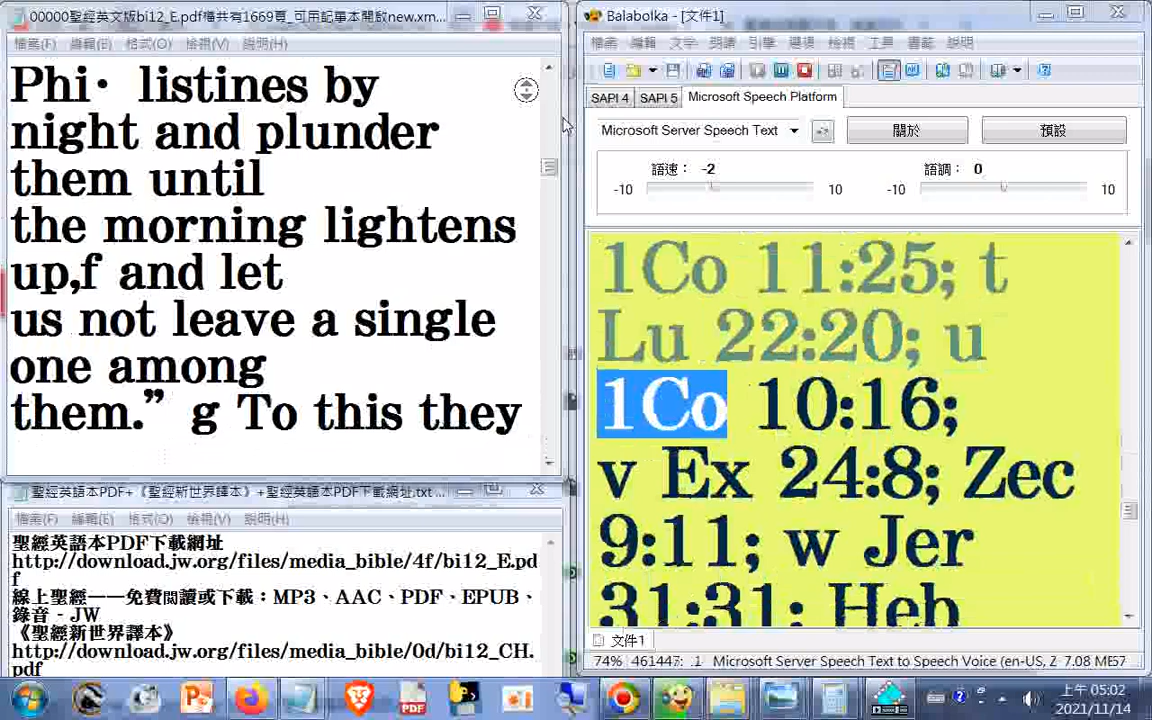 00000聖經英文版bi12_E.pdf檔共有1669頁_可用記事本開啟new.xm...
檔案(F) 編輯(E) 格式(O) 檢視(V) 說明(H)
Phi· listines by
night and plunder
them until
the morning lightens
up,f and let
us not leave a single
one among
them.” g To this they
聖經英語本PDF+《聖經新世界譯本》+聖經英語本PDF下載網址.txt ...
檔案(F) 編輯(E) 格式(O) 檢視(V) 說明(H)
聖經英語本PDF下載網址
http://download.jw.org/files/media_bible/4f/bi12_E.pd
f
線上聖經——免費閱讀或下載：MP3、AAC、PDF、EPUB、
錄音 - JW
《聖經新世界譯本》
http://download.jw.org/files/media_bible/0d/bi12_CH.
pdf
Balabolka - [文件1]
檔案 編輯 文字 朗讀 引擎 選項 檢視 工具 書籤 說明
SAPI 4 SAPI 5 Microsoft Speech Platform
Microsoft Server Speech Text 關於 預設
語速： -2 語調： 0
-10 10 -10 10
1Co 11:25; t
Lu 22:20; u
1Co 10:16;
v Ex 24:8; Zec
9:11; w Jer
31:31; Heb
文件1
74% 461447: .1 Microsoft Server Speech Text to Speech Voice (en-US, Z 7.08 ME57
上午 05:02
2021/11/14